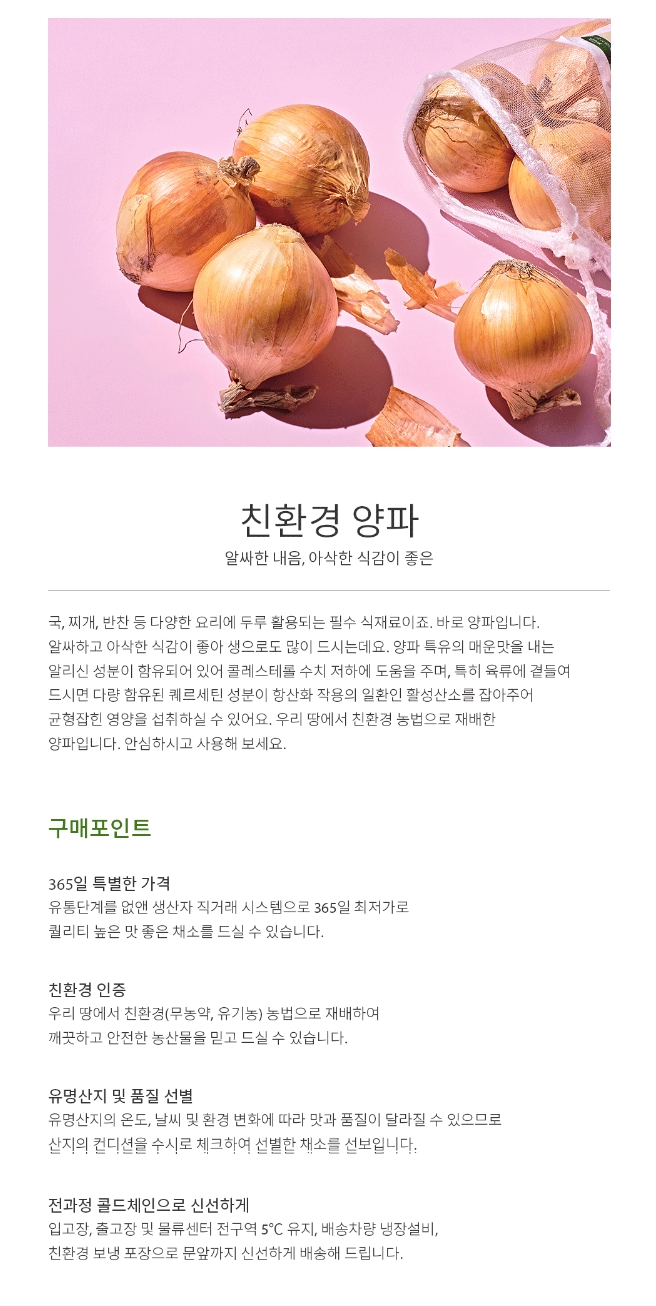 친환경 양파
알싸한 내음, 아삭한 식감이 좋은
국, 찌개, 반찬 등 다양한 요리에 두루 활용되는 필수 식재료이죠. 바로 양파입니다.
알싸하고 아삭한 식감이 좋아 생으로도 많이 드시는데요. 양파 특유의 매운맛을 내는
알리신 성분이 함유되어 있어 콜레스테롤 수치 저하에 도움을 주며, 특히 육류에 곁들여
드시면 다량 함유된 퀘르세틴 성분이 항산화 작용의 일환인 활성산소를 잡아주어
균형잡힌 영양을 섭취하실 수 있어요. 우리 땅에서 친환경 농법으로 재배한
양파입니다. 안심하시고 사용해 보세요.
구매포인트
365일 특별한 가격
유통단계를 없앤 생산자 직거래 시스템으로 365일 최저가로
퀄리티 높은 맛 좋은 채소를 드실 수 있습니다.
친환경 인증
우리 땅에서 친환경(무농약, 유기농) 농법으로 재배하여
깨끗하고 안전한 농산물을 믿고 드실 수 있습니다.
유명산지 및 품질 선별
유명산지의 온도, 날씨 및 환경 변화에 따라 맛과 품질이 달라질 수 있으므로
산지의 컨디션을 수시로 체크하여 선별한 채소를 선보입니다.
전과정 콜드체인으로 신선하게
입고장, 출고장 및 물류센터 전구역 5℃ 유지, 배송차량 냉장설비,
친환경 보냉 포장으로 문앞까지 신선하게 배송해 드립니다.